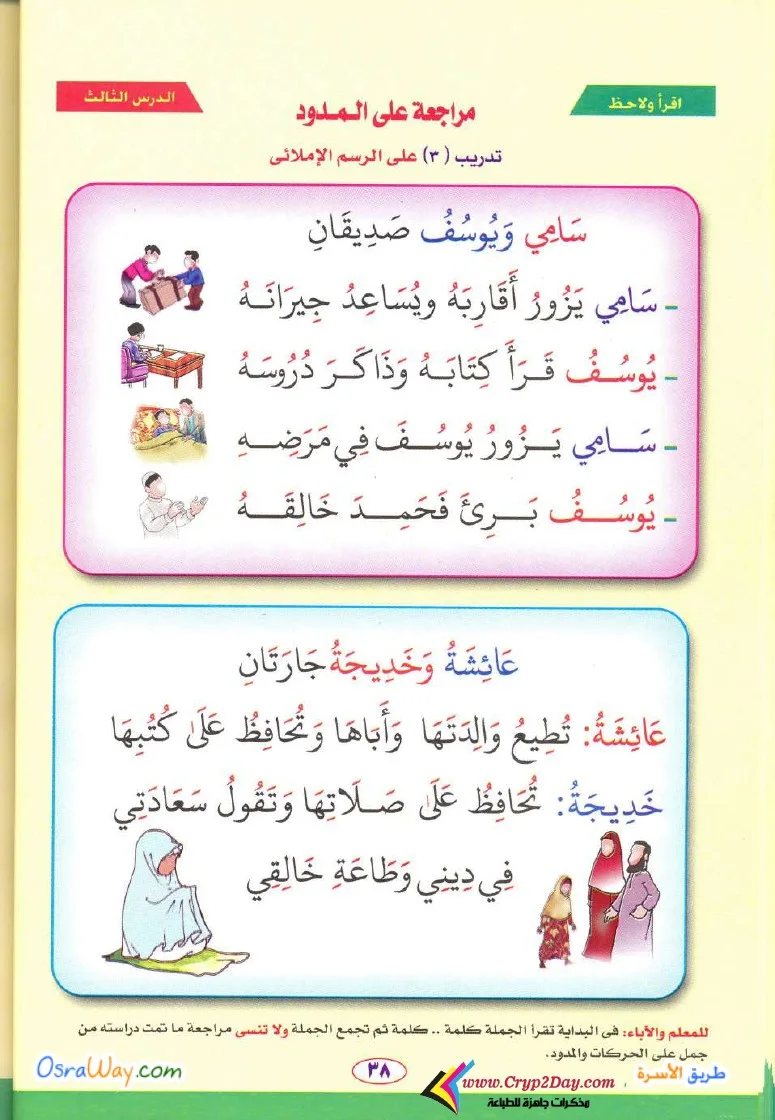 اقرأ ولاحظ
الدرس الثالث
مراجعة على المدود
تدريب (٣) على الرسم الإملائى
سَامِي وَيُوسُفُ صَدِيقَانِ
- سَامِي يَزُورُ أَقَارِبَهُ ويُسَاعِدُ جِيرَانَهُ
- يُوسُفُ قَرَأَ كِتَابَهُ وَذَاكَرَ دُرُوسَهُ
- سَامِي يَزُورُ يُوسُفَ فِي مَرَضِهِ
- يُوسُفُ بَرِئَ فَحَمِدَ خَالِقَهُ
عَائِشَةُ وَخَدِيجَةُ جَارَتَانِ
عَائِشَةُ: تُطِيعُ وَالِدَتَهَا وَأَبَاهَا وَتُحَافِظُ عَلَى كُتُبِهَا
خَدِيجَةُ: تُحَافِظُ عَلَى صَلَاتِهَا وَتَقُولُ سَعَادَتِي
فِي دِينِي وَطَاعَةِ خَالِقِي
للمعلم والآباء: فى البداية تقرأ الجملة كلمة .. كلمة ثم تجمع الجملة ولا تنسى مراجعة ما تمت دراسته من
جمل على الحركات والمدود.
طريق الأسرة
www.Cryp2Day.com
مذكرات جاهزة للطباعة
٣٨
OsraWay.com